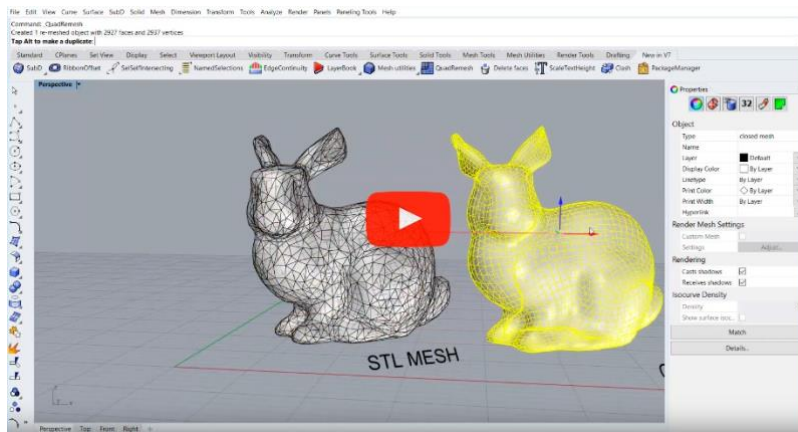 File Edit View Curve Surface SubD Solid Mesh Dimension Transform Tools Analyze Render Panels Paneling Tools Help
Command: _QuadRemesh
Created 1 re-meshed object with 2927 faces and 2937 vertices
Tap Alt to make a duplicate:
Standard CPlanes Set View Display Select Viewport Layout Visibility Transform Curve Tools Surface Tools Solid Tools Mesh Tools Mesh Utilities Render Tools Drafting New in V7
SubD RibbonOffset SelSelfIntersecting NamedSelections EdgeContinuity LayerBook Mesh utilities QuadRemesh Delete faces ScaleTextHeight Clash PackageManager
Perspective
Properties
32
Object
Type closed mesh
Name
Layer Default
Display Color By Layer
Linetype By Layer
Print Color By Layer
Print Width By Layer
Hyperlink
Render Mesh Settings
Custom Mesh
Settings Adjust...
Rendering
Casts shadows
Receives shadows
Isocurve Density
Density
Show surface isoc...
Match
Details...
STL MESH
Perspective Top Front Right